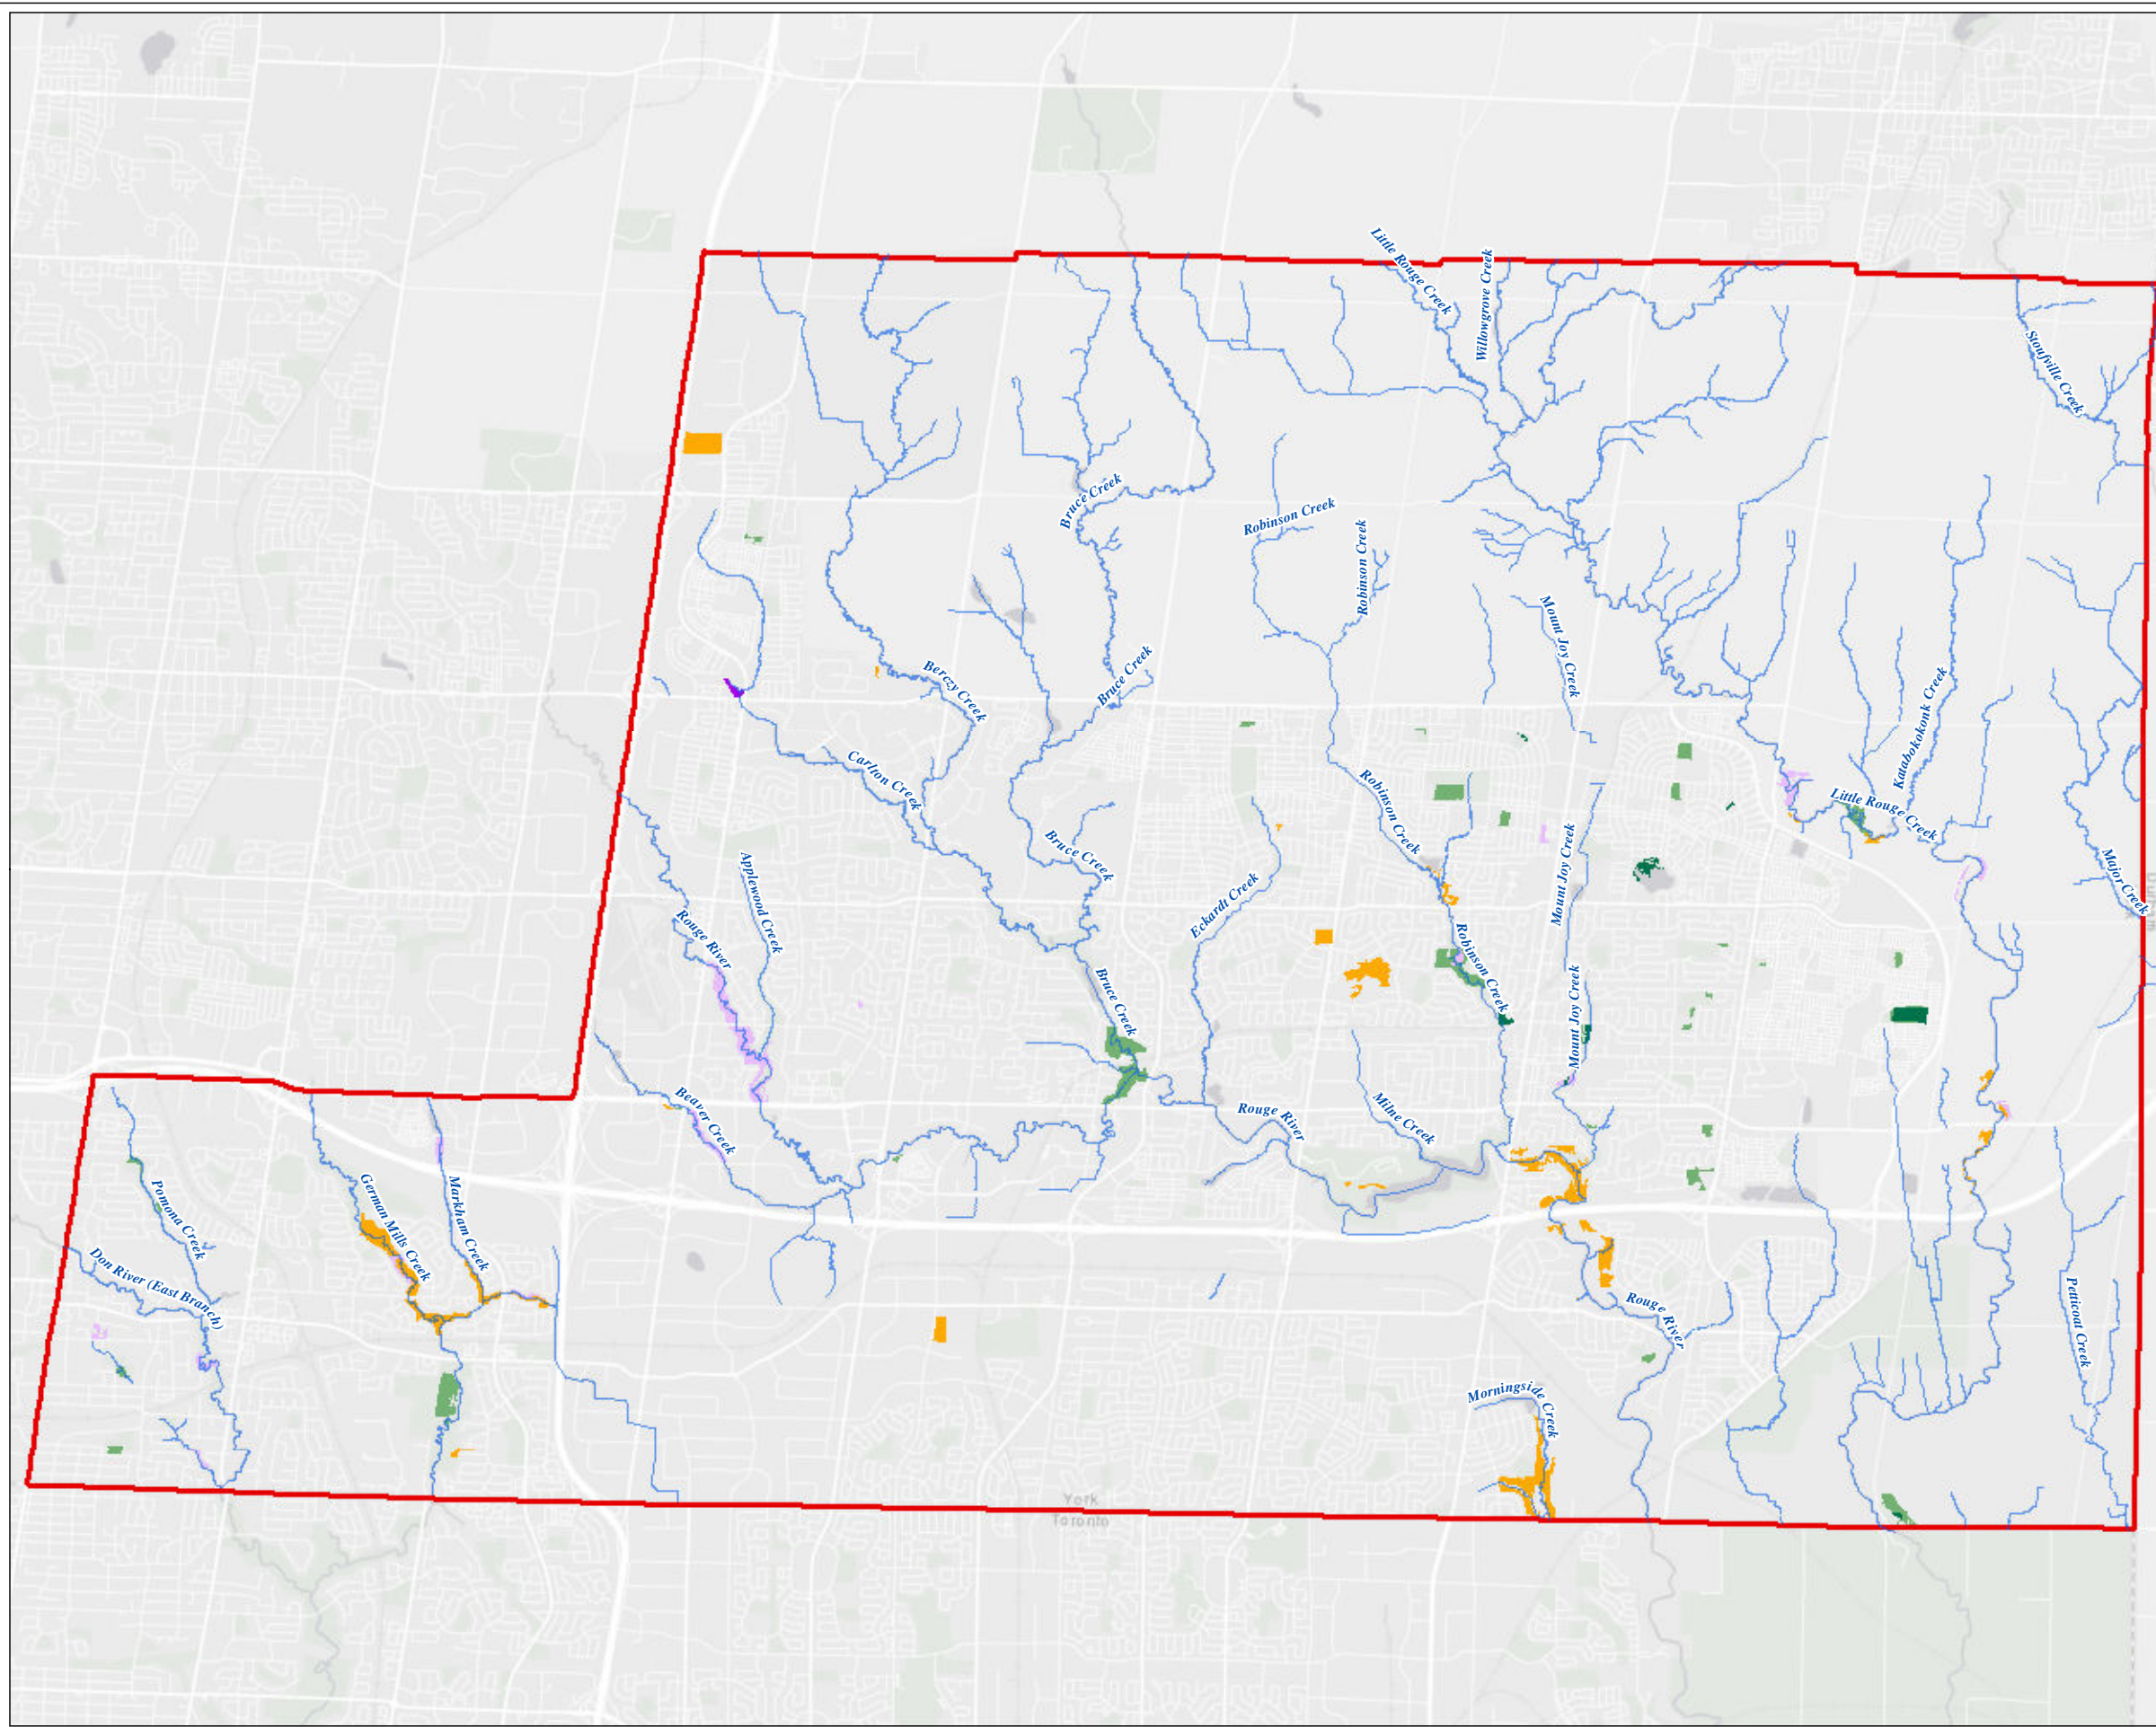 Little Rouge Creek
Willowgrove Creek
Stoufville Creek
Bruce Creek
Robinson Creek
Robinson Creek
Mount Joy Creek
Berczy Creek
Bruce Creek
Katabokokonk Creek
Carlton Creek
Robinson Creek
Little Rouge Creek
Bruce Creek
Mount Joy Creek
Applewood Creek
Major Creek
Eckardt Creek
Rouge River
Robinson Creek
Bruce Creek
Mount Joy Creek
Beaver Creek
Rouge River
Milne Creek
German Mills Creek
Markham Creek
Pomona Creek
Don River (East Branch)
Rouge River
Petticoat Creek
Morningside Creek
York
Toronto